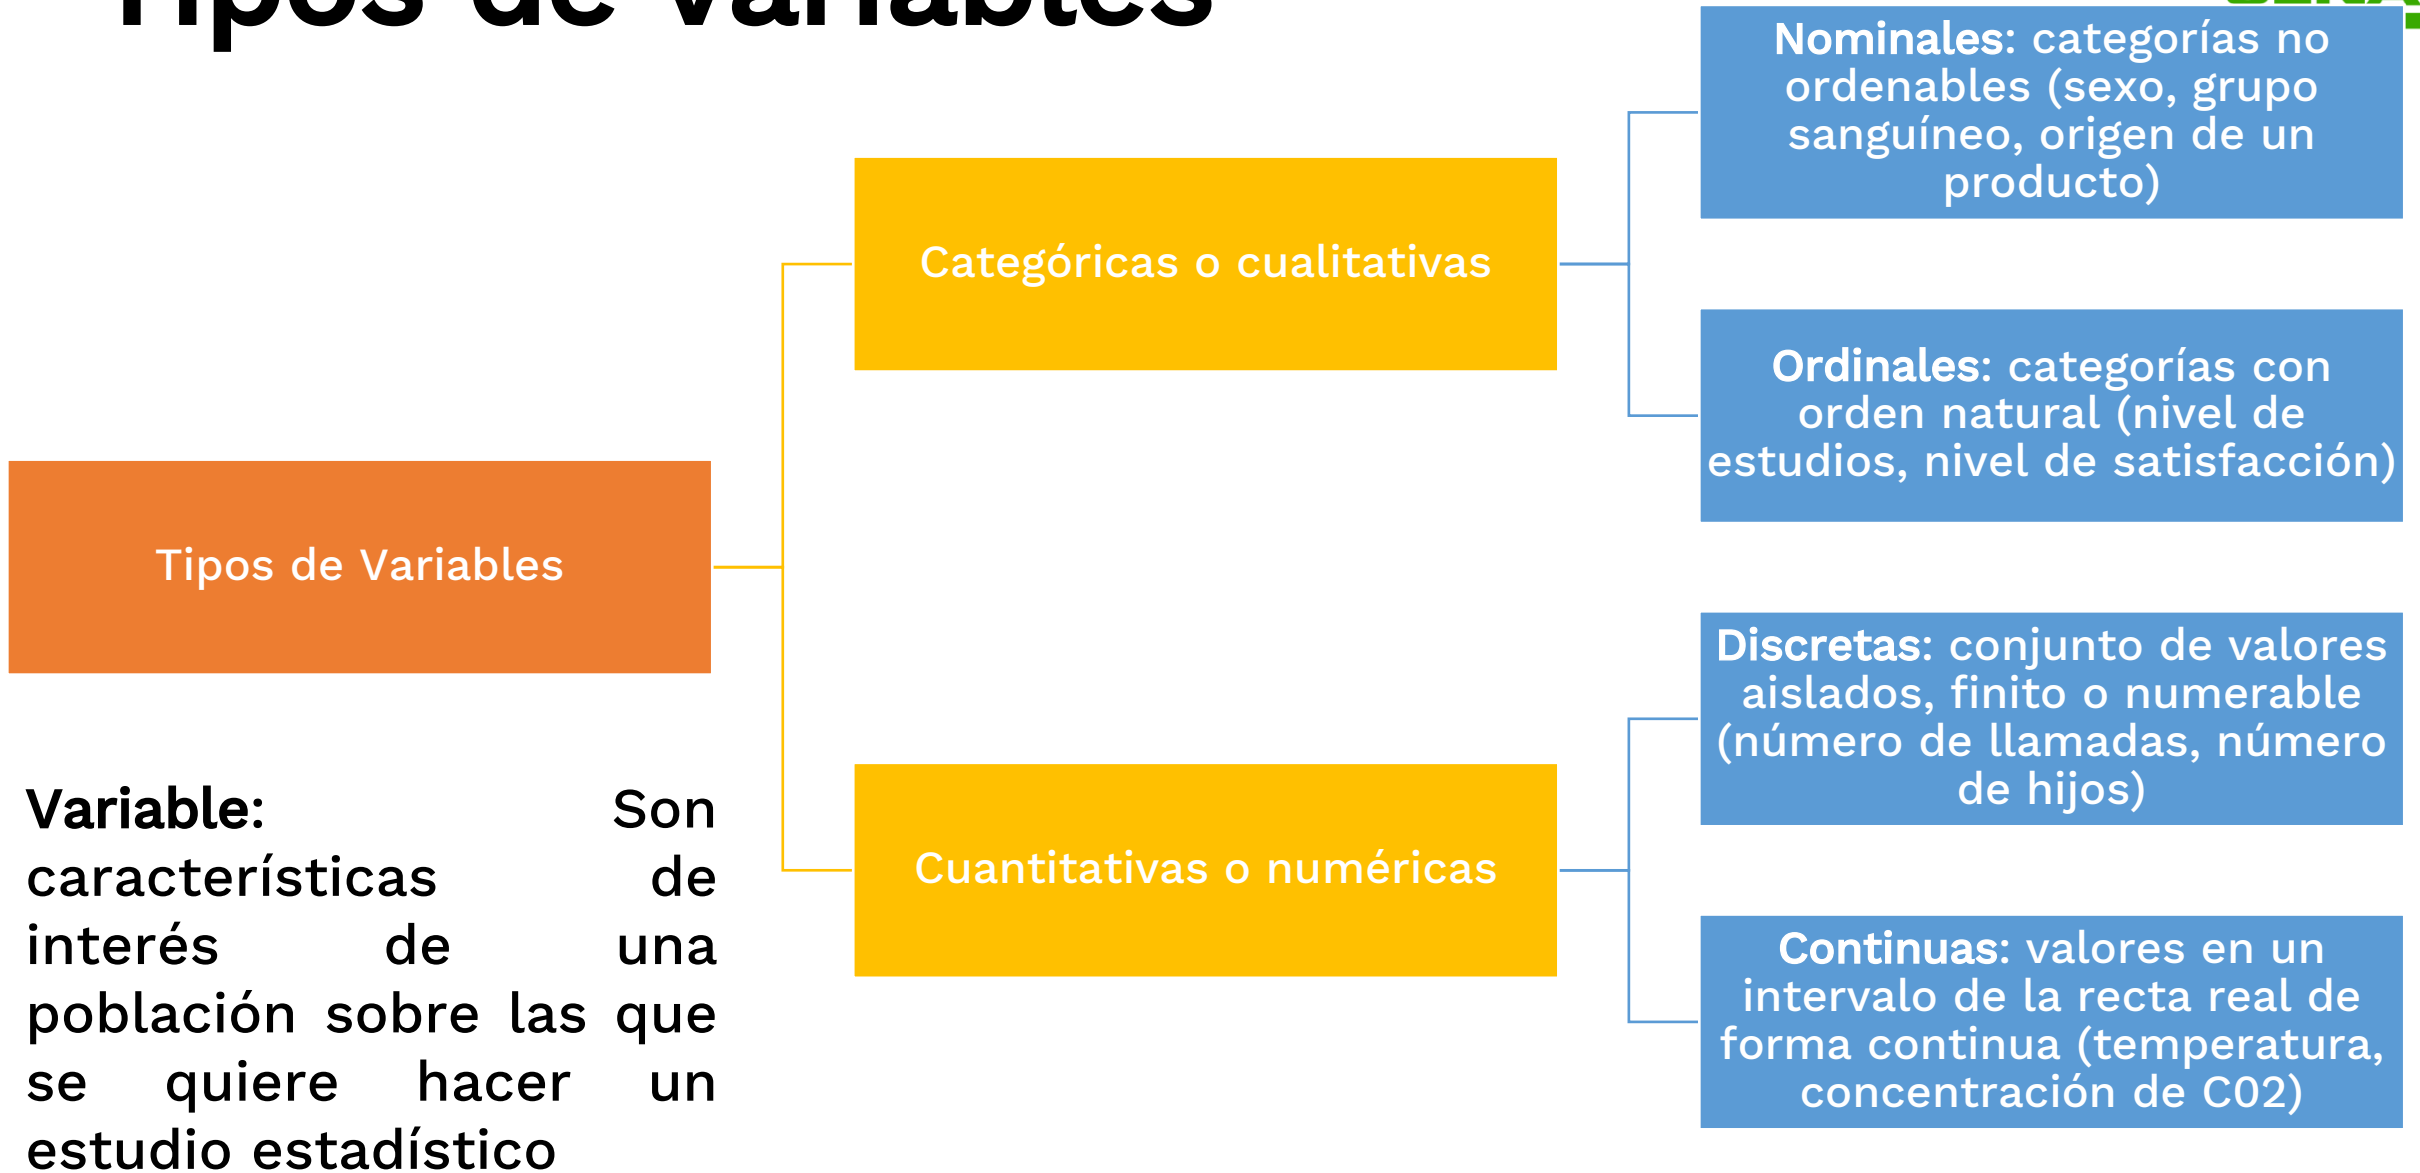 Tipos de Variables
Nominales: categorías no
ordenables (sexo, grupo
sanguíneo, origen de un
producto)
Categóricas o cualitativas
Ordinales: categorías con
orden natural (nivel de
estudios, nivel de satisfacción)
Tipos de Variables
Discretas: conjunto de valores
aislados, finito o numerable
(número de llamadas, número
de hijos)
Cuantitativas o numéricas
Continuas: valores en un
intervalo de la recta real de
forma continua (temperatura,
concentración de C02)
Variable: Son
características de
interés de una
población sobre las que
se quiere hacer un
estudio estadístico